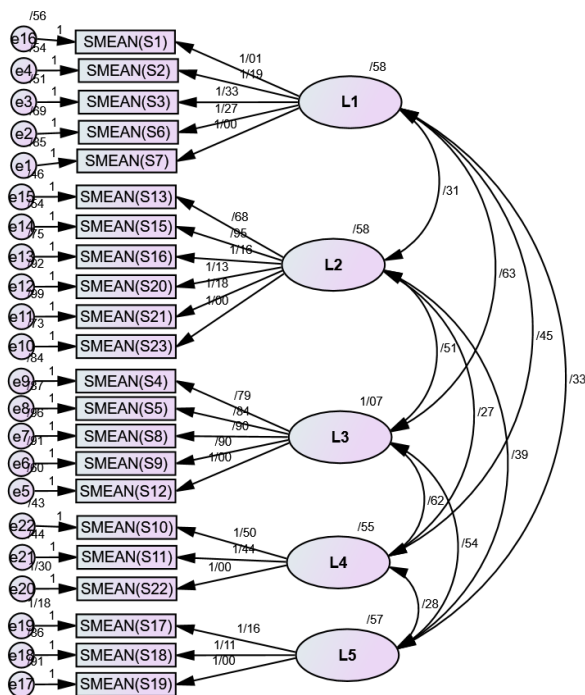 /56
e16 1 SMEAN(S1)
/54
e4 1 SMEAN(S2)
/51
e3 1 SMEAN(S3)
/69
e2 1 SMEAN(S6)
/85
e1 1 SMEAN(S7)
1/01
1/19
1/33
1/27
1/00
/58
L1
/46
e15 1 SMEAN(S13)
/54
e14 1 SMEAN(S15)
/75
e13 1 SMEAN(S16)
/92
e12 1 SMEAN(S20)
/99
e11 1 SMEAN(S21)
/73
e10 1 SMEAN(S23)
/68
/95
1/16
1/13
1/18
1/00
/58
L2
/84
e9 1 SMEAN(S4)
/87
e8 1 SMEAN(S5)
/96
e7 1 SMEAN(S8)
/91
e6 1 SMEAN(S9)
/60
e5 1 SMEAN(S12)
/79
/84
/90
/90
1/00
1/07
L3
/43
e22 1 SMEAN(S10)
/44
e21 1 SMEAN(S11)
1/30
e20 1 SMEAN(S22)
1/50
1/44
1/00
/55
L4
1/18
e19 1 SMEAN(S17)
/86
e18 1 SMEAN(S18)
/91
e17 1 SMEAN(S19)
1/16
1/11
1/00
/57
L5
/31
/63
/45
/33
/51
/27
/39
/62
/54
/28